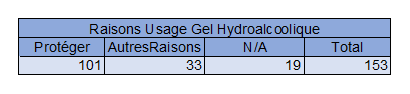 Raisons Usage Gel Hydroalcoolique
Protéger AutresRaisons N/A Total
101 33 19 153